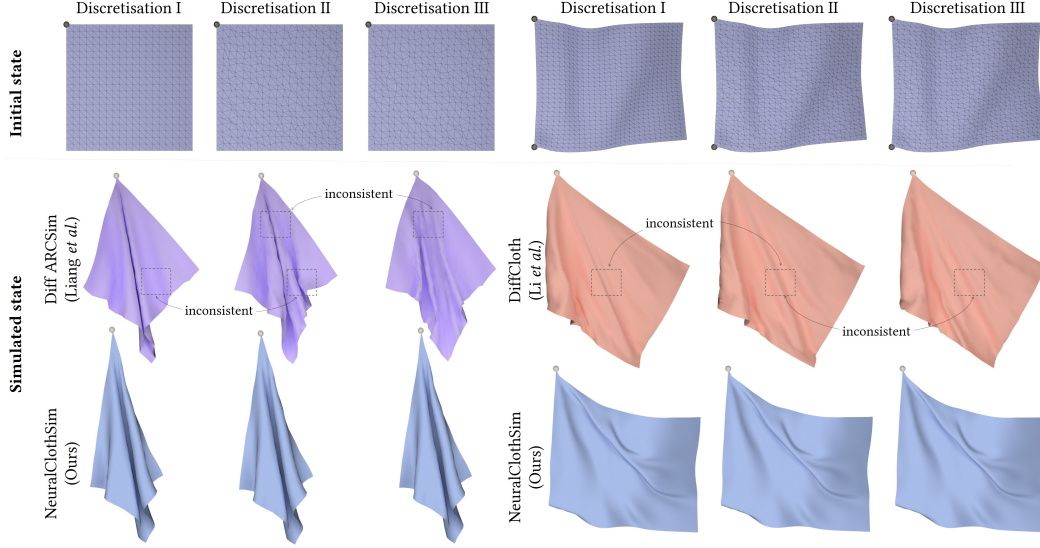 Discretisation I
Discretisation II
Discretisation III
Discretisation I
Discretisation II
Discretisation III
Initial state
Simulated state
Diff ARCSim
(Liang et al.)
inconsistent
inconsistent
DiffCloth
(Li et al.)
inconsistent
inconsistent
NeuralClothSim
(Ours)
NeuralClothSim
(Ours)